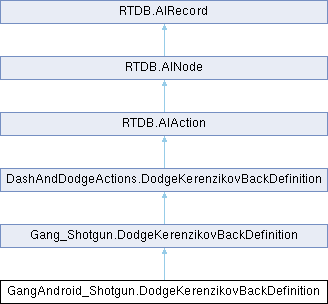 RTDB.AIRecord
RTDB.AINode
RTDB.AIAction
DashAndDodgeActions.DodgeKerenzikovBackDefinition
Gang_Shotgun.DodgeKerenzikovBackDefinition
GangAndroid_Shotgun.DodgeKerenzikovBackDefinition